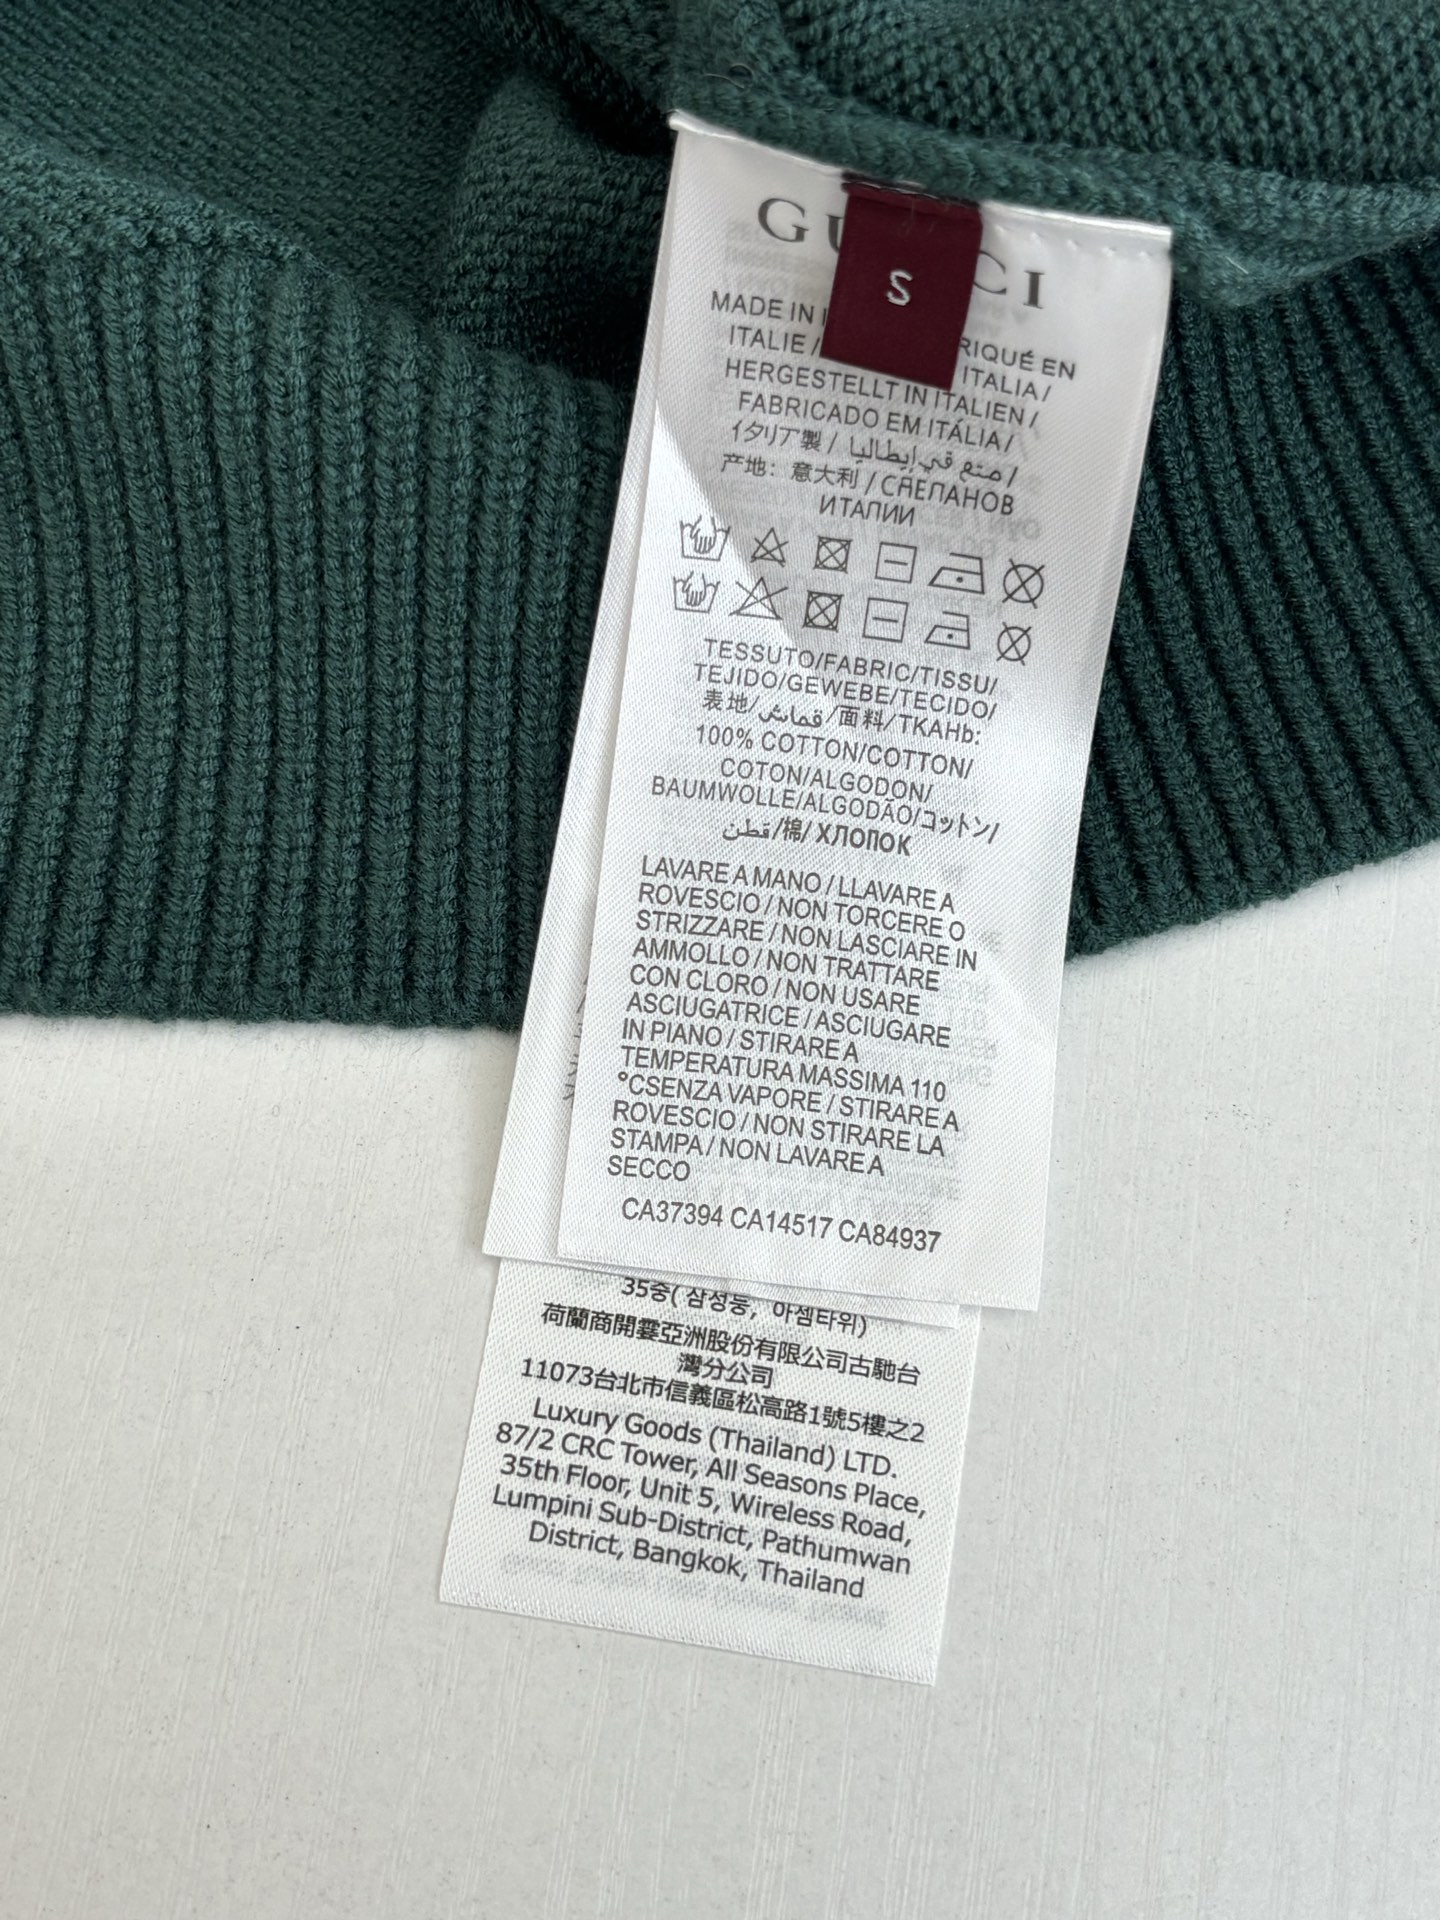 GU CI
S
MADE IN RIQUÉ EN
ITALIE / ITALIA /
HERGESTELLT IN ITALIEN /
FABRICADO EM ITÁLIA /
イタリア製 / صنع في إيطاليا /
产地：意大利 / СДЕПАНОВ
ИТАПИИ
TESSUTO/FABRIC/TISSU/
TEJIDO/GEWEBE/TECIDO/
表地/قماش/面料/TKAHb:
100% COTTON/COTTON/
COTON/ALGODON/
BAUMWOLLE/ALGODÃO/コットン/
قطن/棉/ ХЛОПОК
LAVARE A MANO / LLAVARE A
ROVESCIO / NON TORCERE O
STRIZZARE / NON LASCIARE IN
AMMOLLO / NON TRATTARE
CON CLORO / NON USARE
ASCIUGATRICE / ASCIUGARE
IN PIANO / STIRARE A
TEMPERATURA MASSIMA 110
°CSENZA VAPORE / STIRARE A
ROVESCIO / NON STIRARE LA
STAMPA / NON LAVARE A
SECCO
CA37394 CA14517 CA84937
35중( 삼성동, 아셈타위)
荷蘭商開雲亞洲股份有限公司古馳台
灣分公司
11073台北市信義區松高路1號5樓之2
Luxury Goods (Thailand) LTD.
87/2 CRC Tower, All Seasons Place,
35th Floor, Unit 5, Wireless Road,
Lumpini Sub-District, Pathumwan
District, Bangkok, Thailand